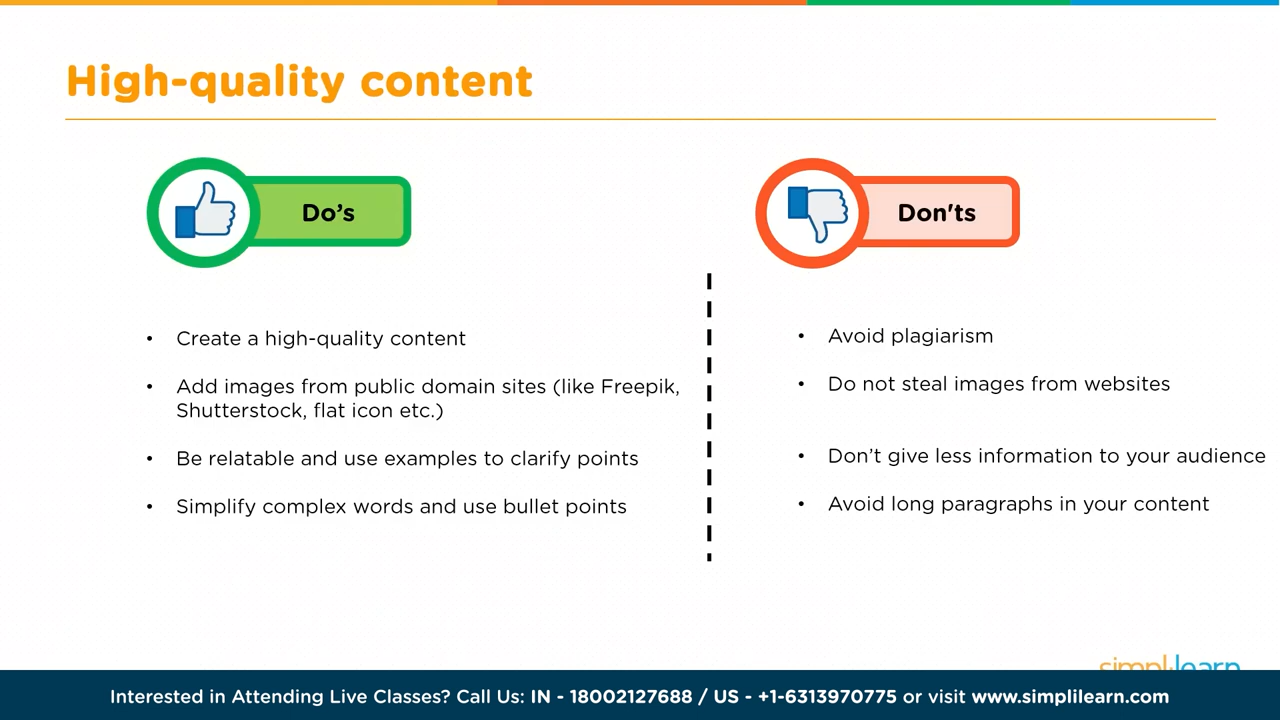 High-quality content
Do’s
• Create a high-quality content
• Add images from public domain sites (like Freepik,
Shutterstock, flat icon etc.)
• Be relatable and use examples to clarify points
• Simplify complex words and use bullet points
Don'ts
• Avoid plagiarism
• Do not steal images from websites
• Don’t give less information to your audience
• Avoid long paragraphs in your content
simplilearn
Interested in Attending Live Classes? Call Us: IN - 18002127688 / US - +1-6313970775 or visit www.simplilearn.com